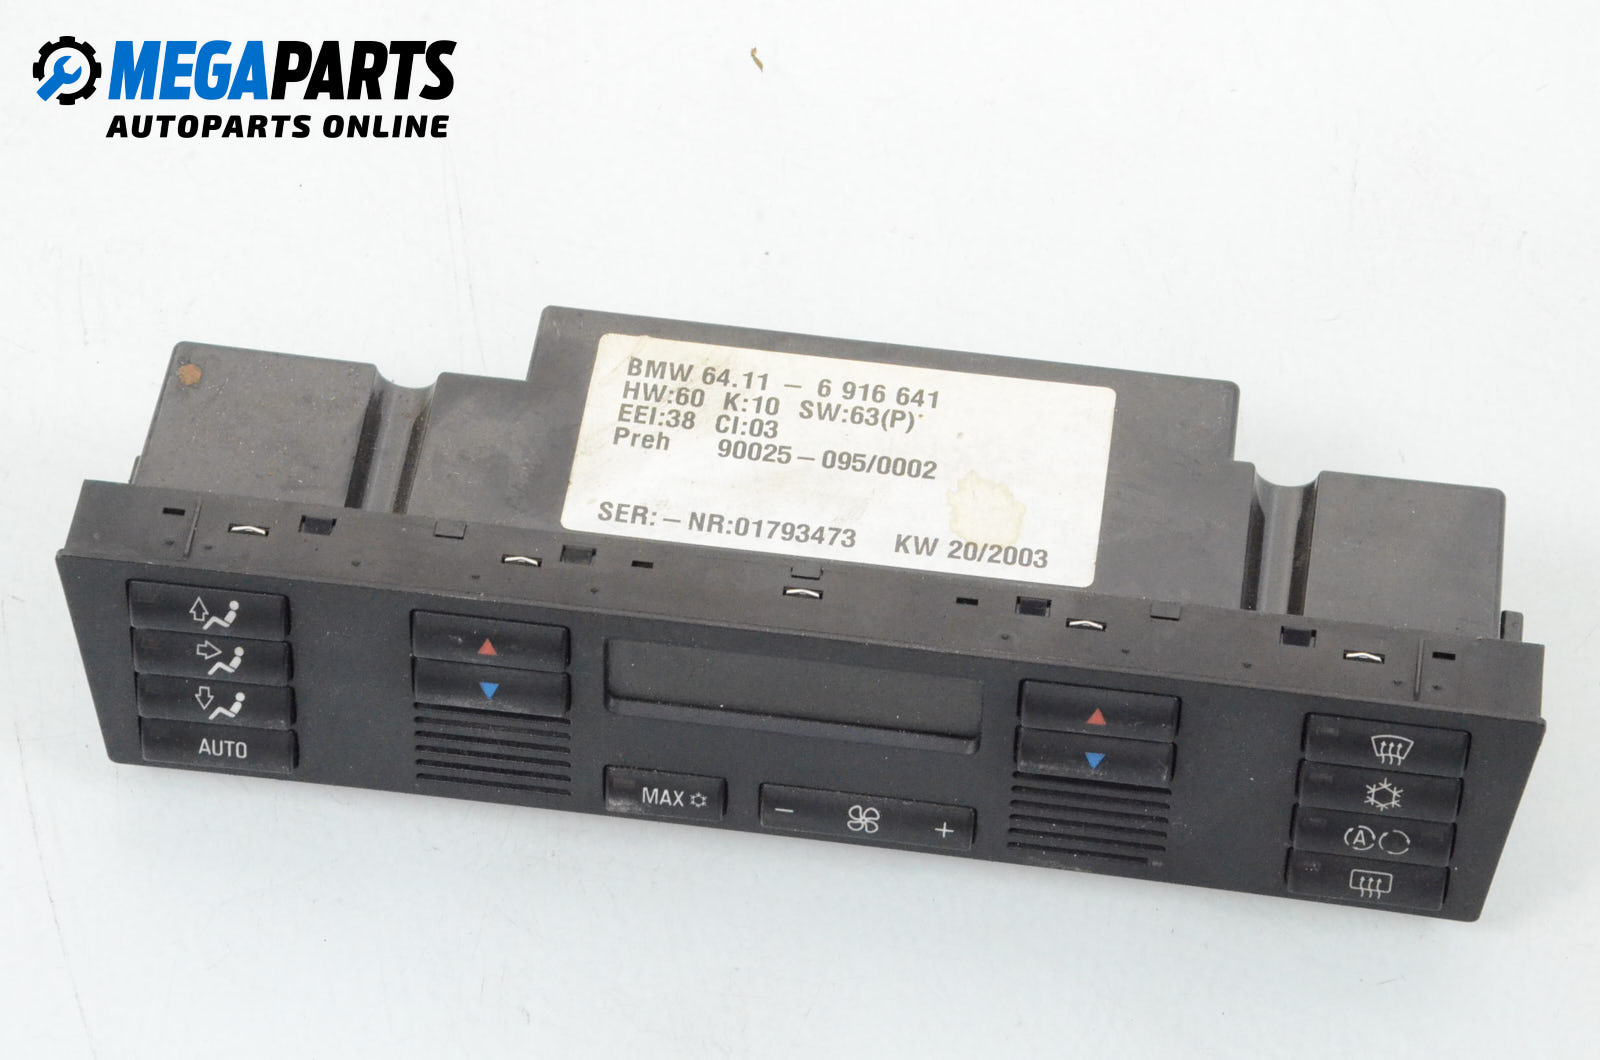 MEGAPARTS
AUTOPARTS ONLINE
BMW 64.11 – 6 916 641
HW:60 K:10 SW:63(P)
EEI:38 CI:03
Preh 90025–095/0002
SER:–NR:01793473 KW 20/2003
AUTO
MAX
– +
A